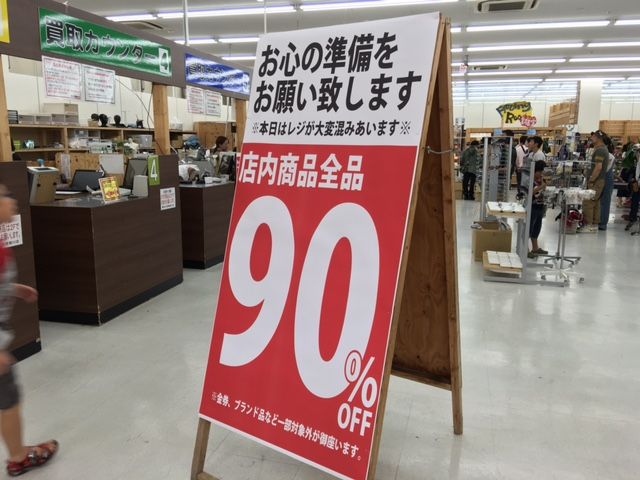 買取カウンター 4
4
お心の準備を
お願い致します
※本日はレジが大変混みあいます※
店内商品全品
90%
OFF
※金券、ブランド品など一部対象外が御座います。